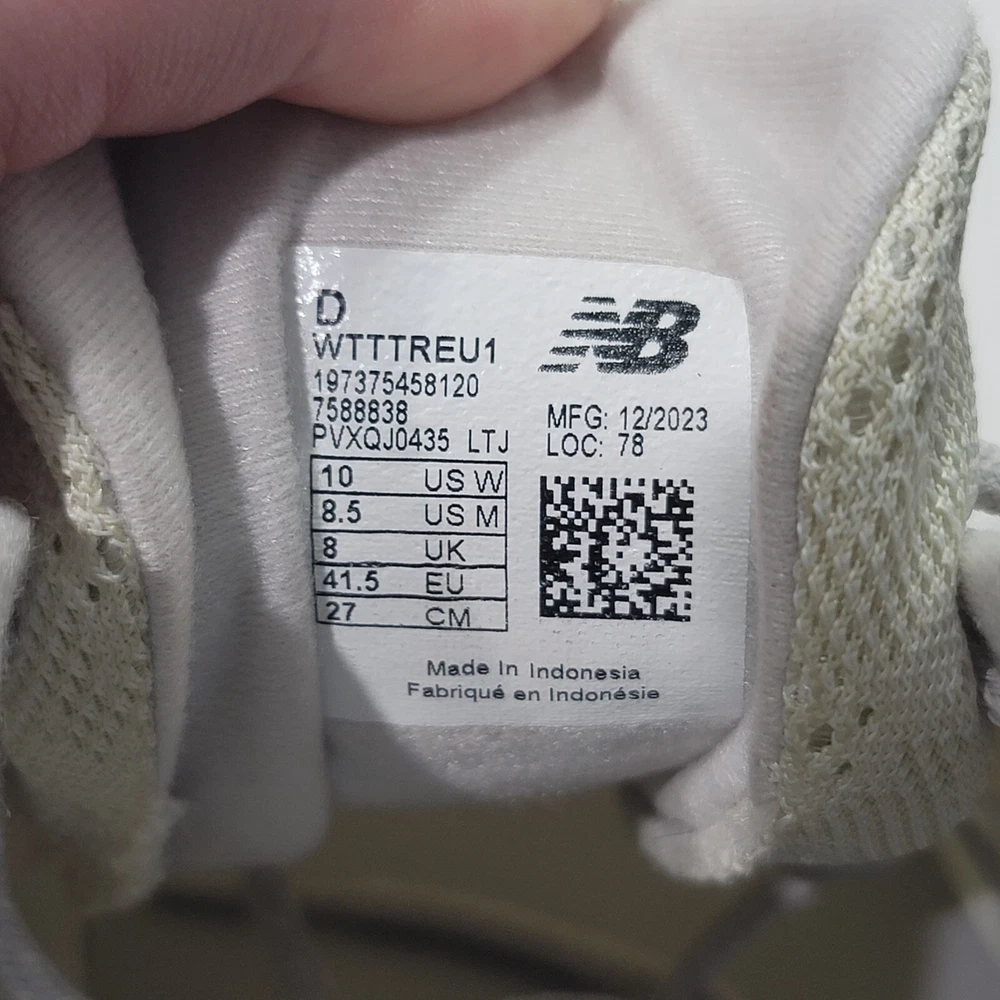 D
WTTTREU1
197375458120
7588838
PVXQJ0435 LTJ
NB
MFG: 12/2023
LOC: 78
10 US W
8.5 US M
8 UK
41.5 EU
27 CM
Made In Indonesia
Fabriqué en Indonésie